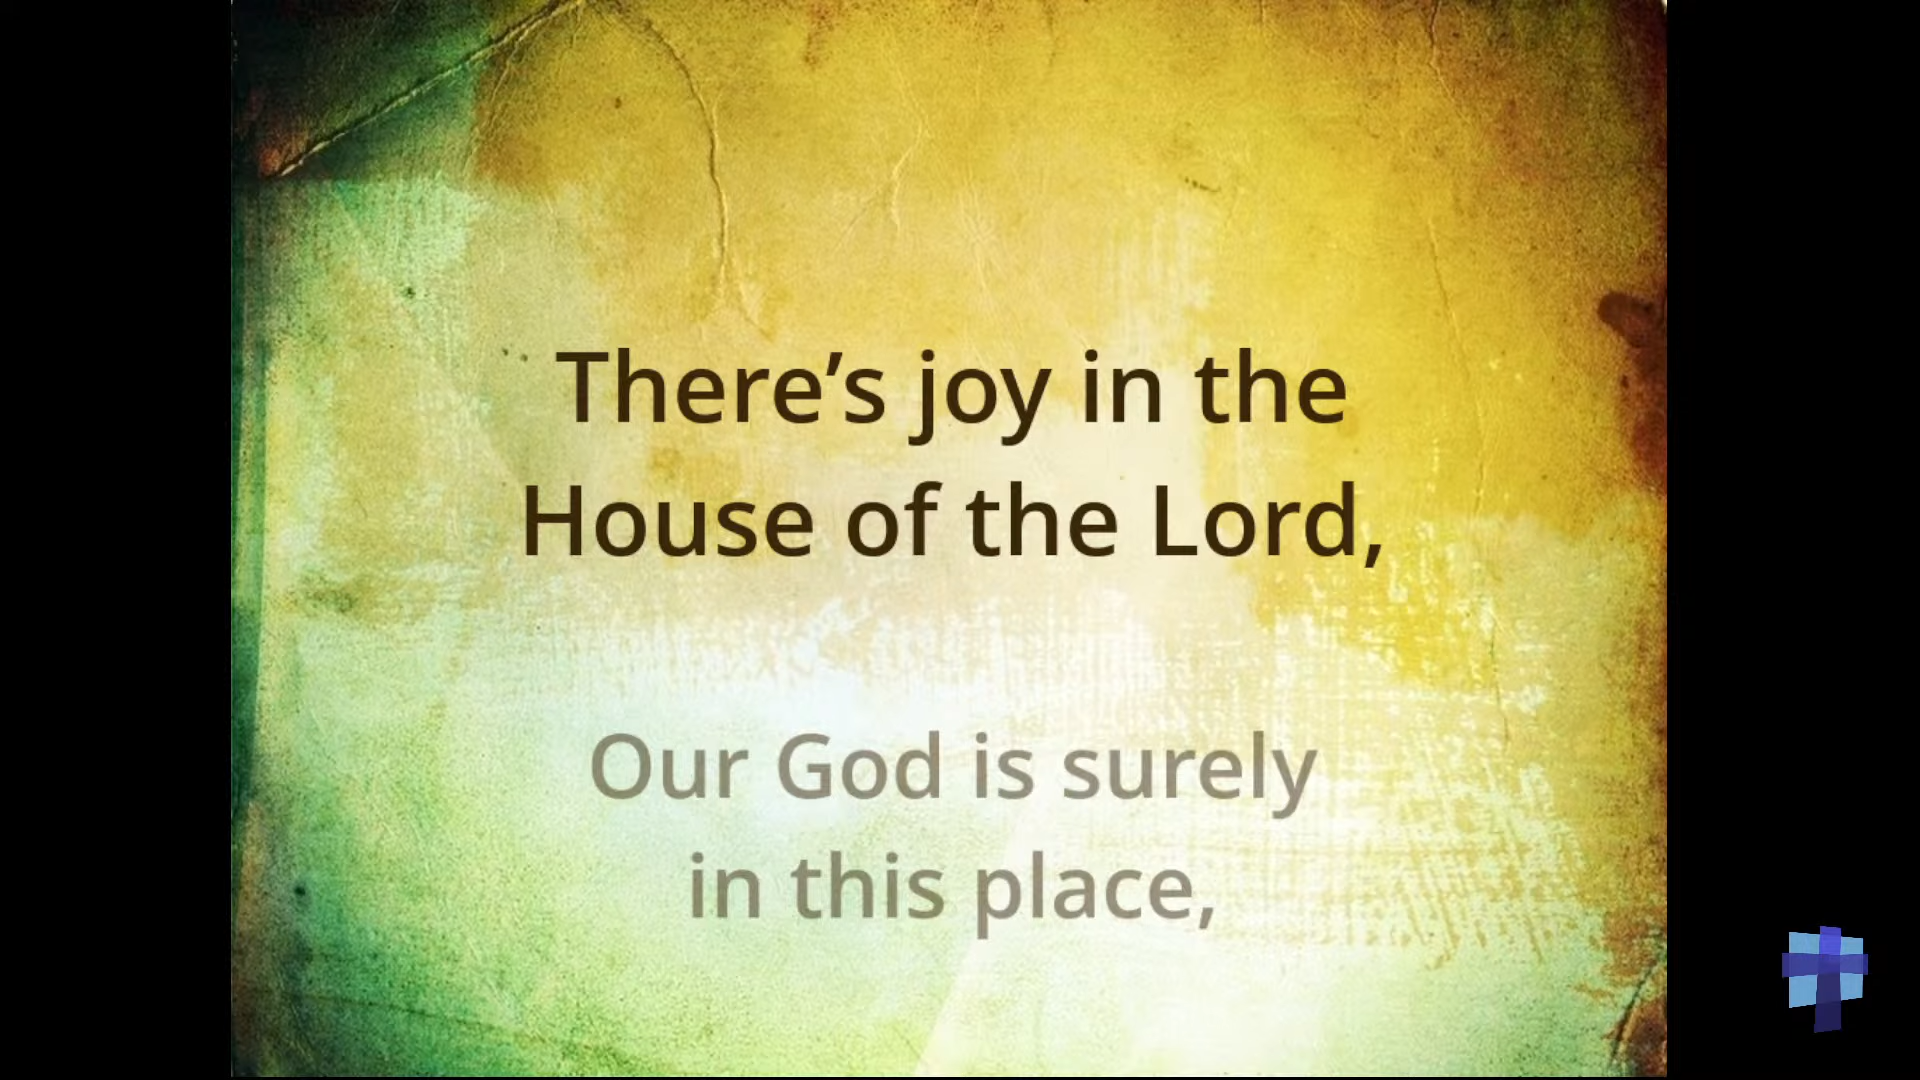 There’s joy in the
House of the Lord,
Our God is surely
in this place,